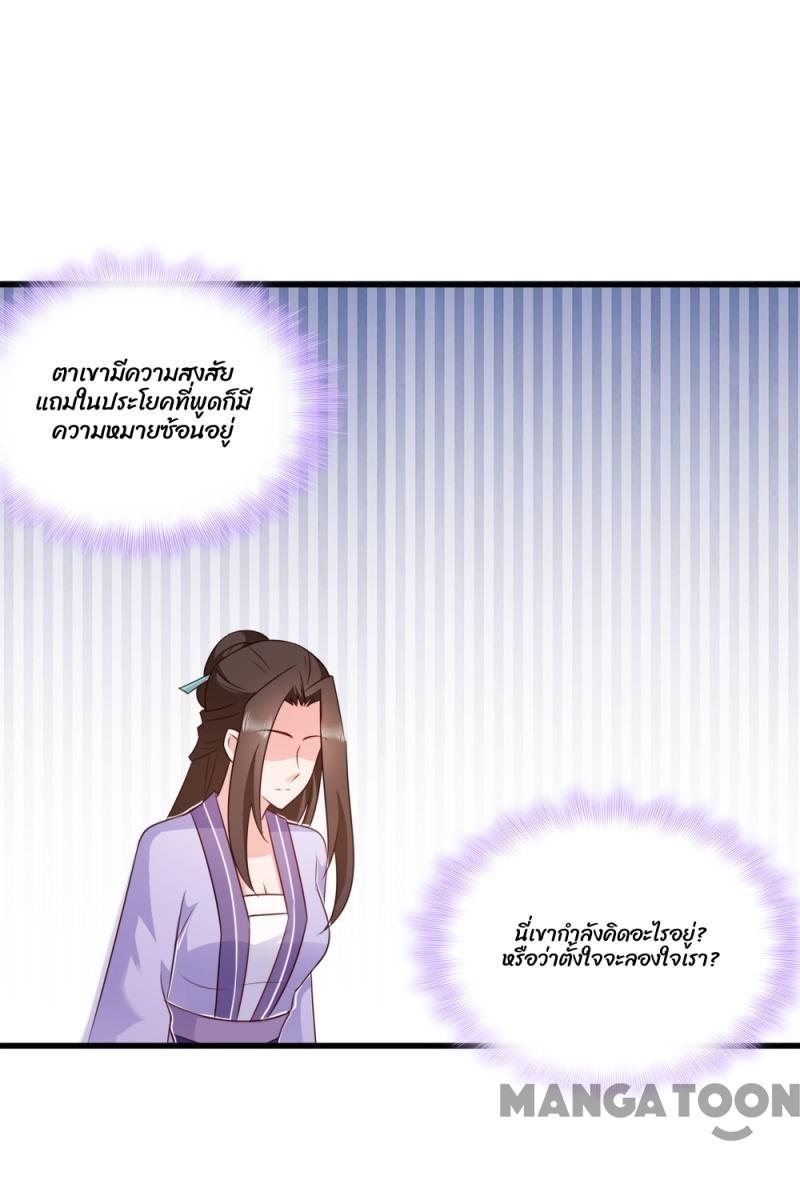 ตาเขามีความสงสัย
แถมในประโยคที่พูดก็มี
ความหมายซ้อนอยู่
นี่เขากำลังคิดอะไรอยู่?
หรือว่าตั้งใจจะลองใจเรา?
MANGATOON